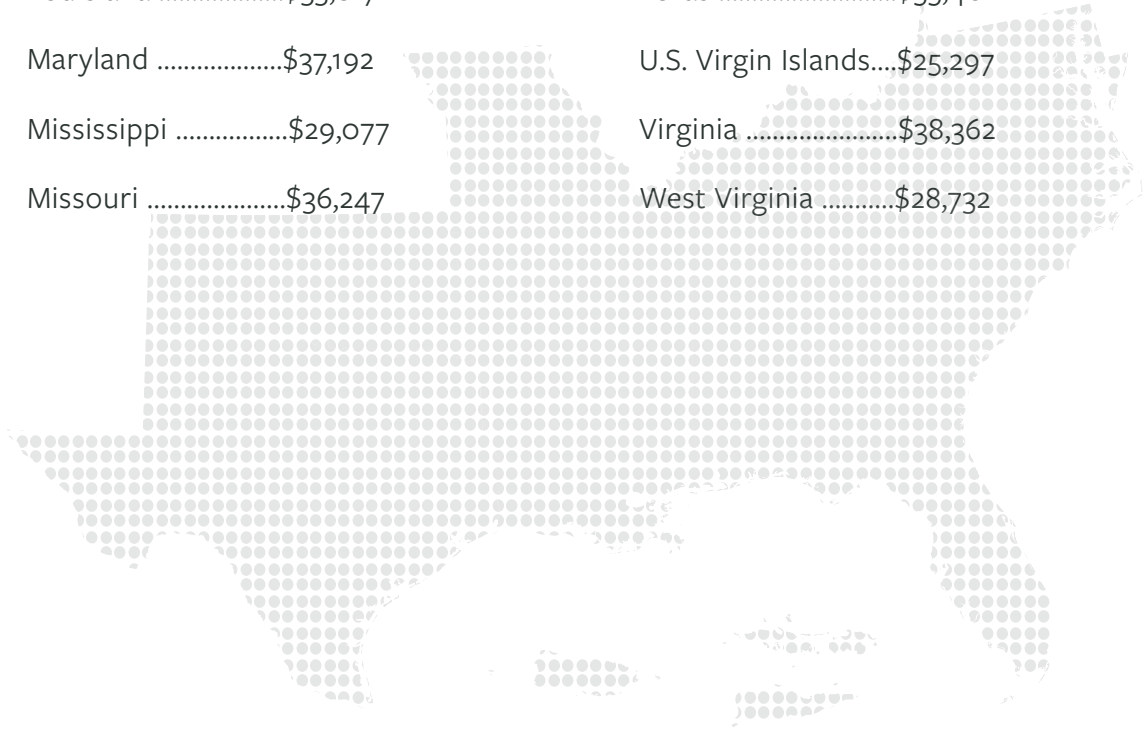 Maryland ...................$37,192
Mississippi .................$29,077
Missouri .....................$36,247
U.S. Virgin Islands....$25,297
Virginia .......................$38,362
West Virginia ...........$28,732